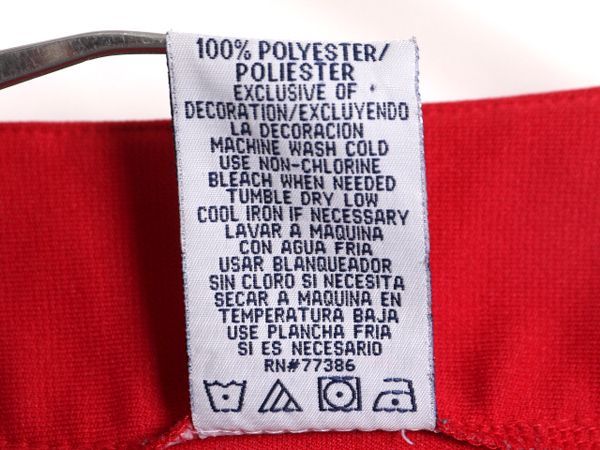 100% POLYESTER/
POLIESTER
EXCLUSIVE OF
DECORATION/EXCLUYENDO
LA DECORACION
MACHINE WASH COLD
USE NON-CHLORINE
BLEACH WHEN NEEDED
TUMBLE DRY LOW
COOL IRON IF NECESSARY
LAVAR A MAQUINA
CON AGUA FRIA
USAR BLANQUEADOR
SIN CLORO SI NECESITA
SECAR A MAQUINA EN
TEMPERATURA BAJA
USE PLANCHA FRIA
SI ES NECESARIO
RN#77386